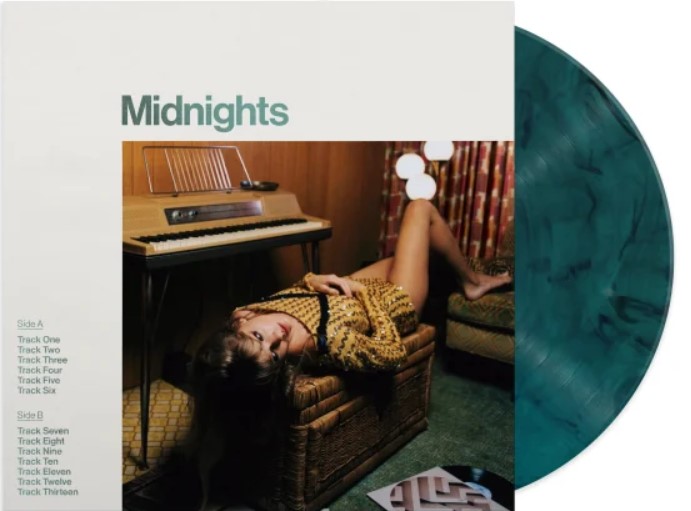 Midnights
Side A
Track One
Track Two
Track Three
Track Four
Track Five
Track Six
Side B
Track Seven
Track Eight
Track Nine
Track Ten
Track Eleven
Track Twelve
Track Thirteen